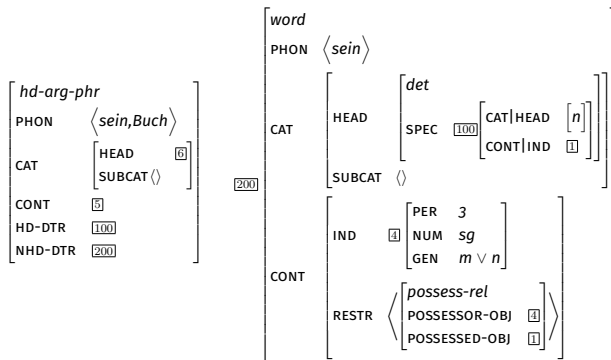 hd-arg-phr
PHON ⟨sein,Buch⟩
CAT
HEAD 6
SUBCAT⟨⟩
CONT 5
HD-DTR 100
NHD-DTR 200
200
word
PHON ⟨sein⟩
CAT
HEAD
det
SPEC 100
CAT|HEAD [n]
CONT|IND 1
SUBCAT ⟨⟩
CONT
IND 4
PER 3
NUM sg
GEN m ∨ n
RESTR
possess-rel
POSSESSOR-OBJ 4
POSSESSED-OBJ 1